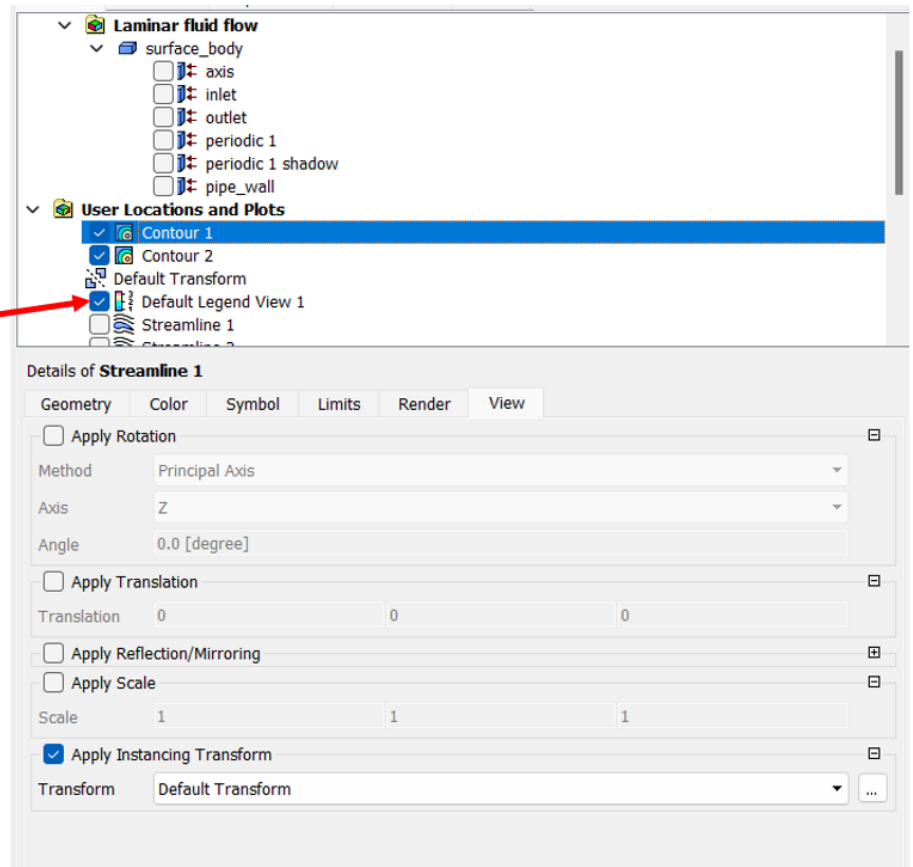 Laminar fluid flow
surface_body
axis
inlet
outlet
periodic 1
periodic 1 shadow
pipe_wall
User Locations and Plots
Contour 1
Contour 2
Default Transform
Default Legend View 1
Streamline 1
Details of Streamline 1
Geometry Color Symbol Limits Render View
Apply Rotation
Method Principal Axis
Axis Z
Angle 0.0 [degree]
Apply Translation
Translation 0 0 0
Apply Reflection/Mirroring
Apply Scale
Scale 1 1 1
Apply Instancing Transform
Transform Default Transform ...